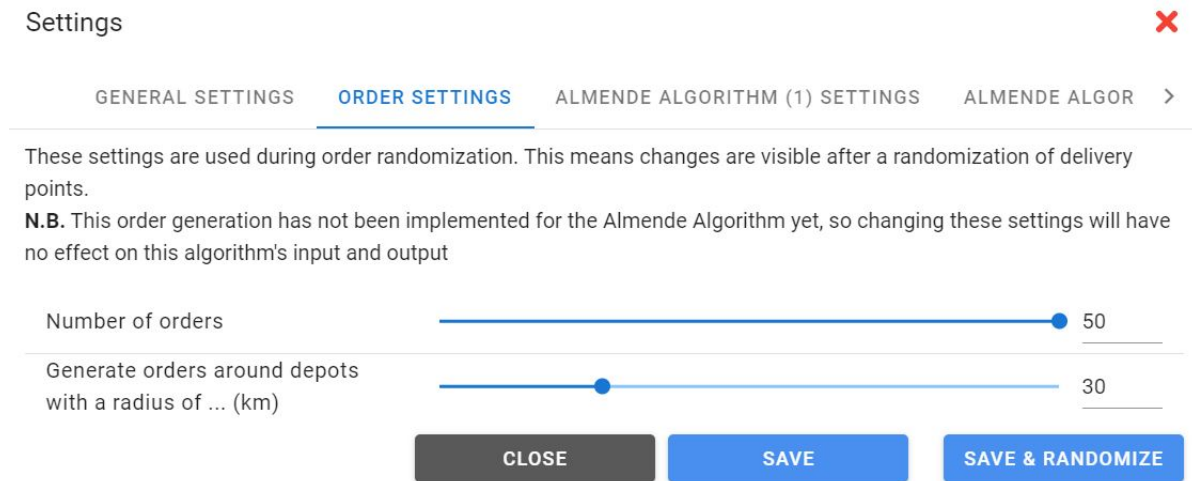 Settings
GENERAL SETTINGS ORDER SETTINGS ALMENDE ALGORITHM (1) SETTINGS ALMENDE ALGOR
These settings are used during order randomization. This means changes are visible after a randomization of delivery
points.
N.B. This order generation has not been implemented for the Almende Algorithm yet, so changing these settings will have
no effect on this algorithm's input and output
Number of orders 50
Generate orders around depots
with a radius of ... (km) 30
CLOSE SAVE SAVE & RANDOMIZE